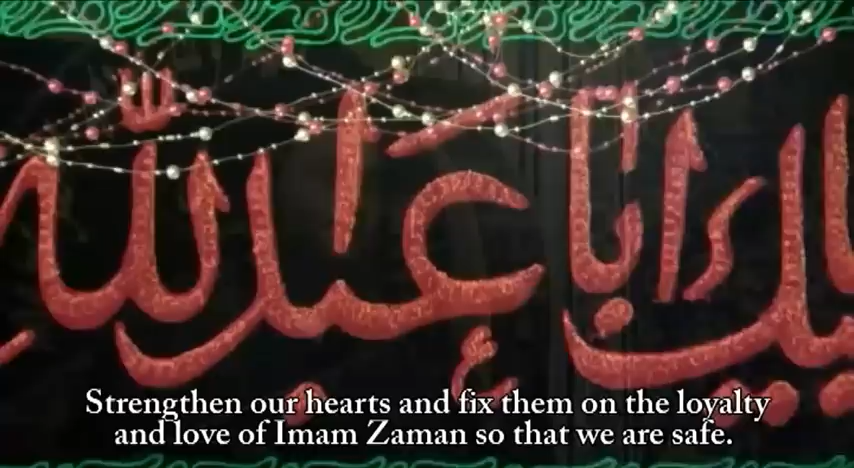 ابا عبدالله
Strengthen our hearts and fix them on the loyalty
and love of Imam Zaman so that we are safe.